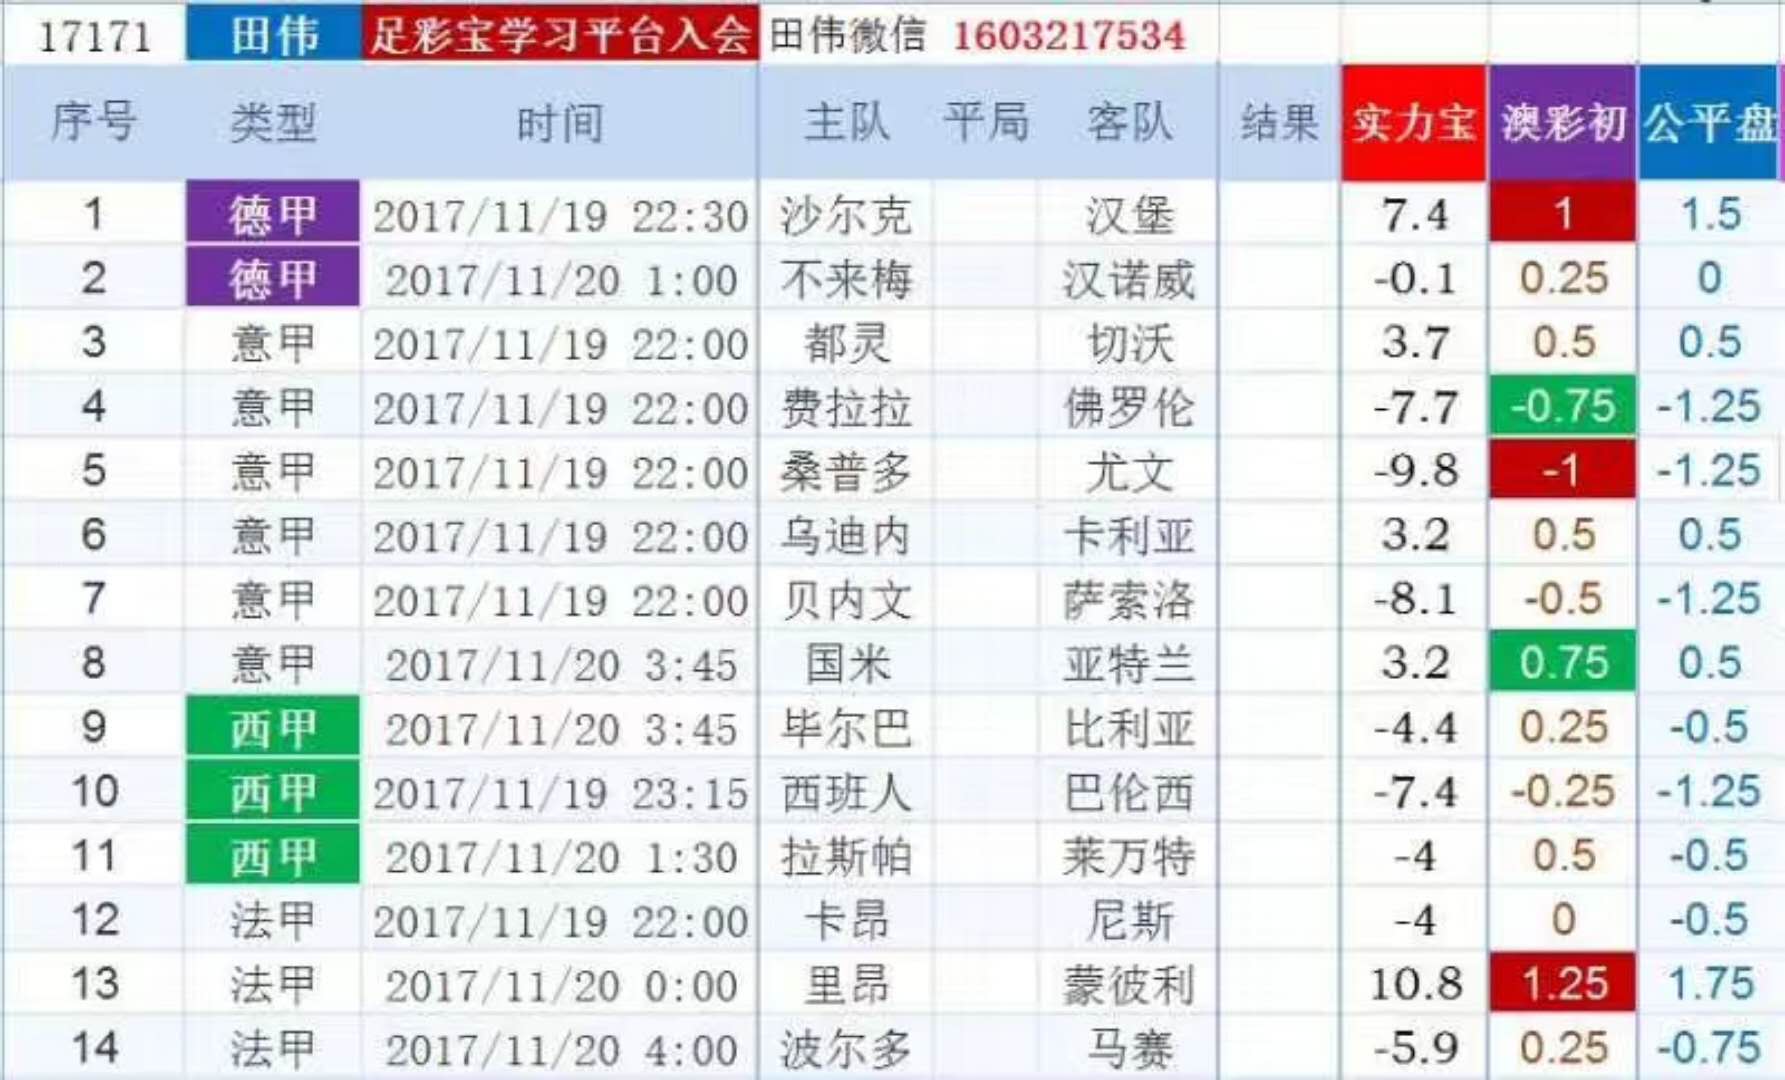 17171 田伟 足彩宝学习平台入会 田伟微信 1603217534
序号 类型 时间 主队 平局 客队 结果 实力宝 澳彩初 公平盘
1 德甲 2017/11/19 22:30 沙尔克 汉堡 7.4 1 1.5
2 德甲 2017/11/20 1:00 不来梅 汉诺威 -0.1 0.25 0
3 意甲 2017/11/19 22:00 都灵 切沃 3.7 0.5 0.5
4 意甲 2017/11/19 22:00 费拉拉 佛罗伦 -7.7 -0.75 -1.25
5 意甲 2017/11/19 22:00 桑普多 尤文 -9.8 -1 -1.25
6 意甲 2017/11/19 22:00 乌迪内 卡利亚 3.2 0.5 0.5
7 意甲 2017/11/19 22:00 贝内文 萨索洛 -8.1 -0.5 -1.25
8 意甲 2017/11/20 3:45 国米 亚特兰 3.2 0.75 0.5
9 西甲 2017/11/20 3:45 毕尔巴 比利亚 -4.4 0.25 -0.5
10 西甲 2017/11/19 23:15 西班人 巴伦西 -7.4 -0.25 -1.25
11 西甲 2017/11/20 1:30 拉斯帕 莱万特 -4 0.5 -0.5
12 法甲 2017/11/19 22:00 卡昂 尼斯 -4 0 -0.5
13 法甲 2017/11/20 0:00 里昂 蒙彼利 10.8 1.25 1.75
14 法甲 2017/11/20 4:00 波尔多 马赛 -5.9 0.25 -0.75